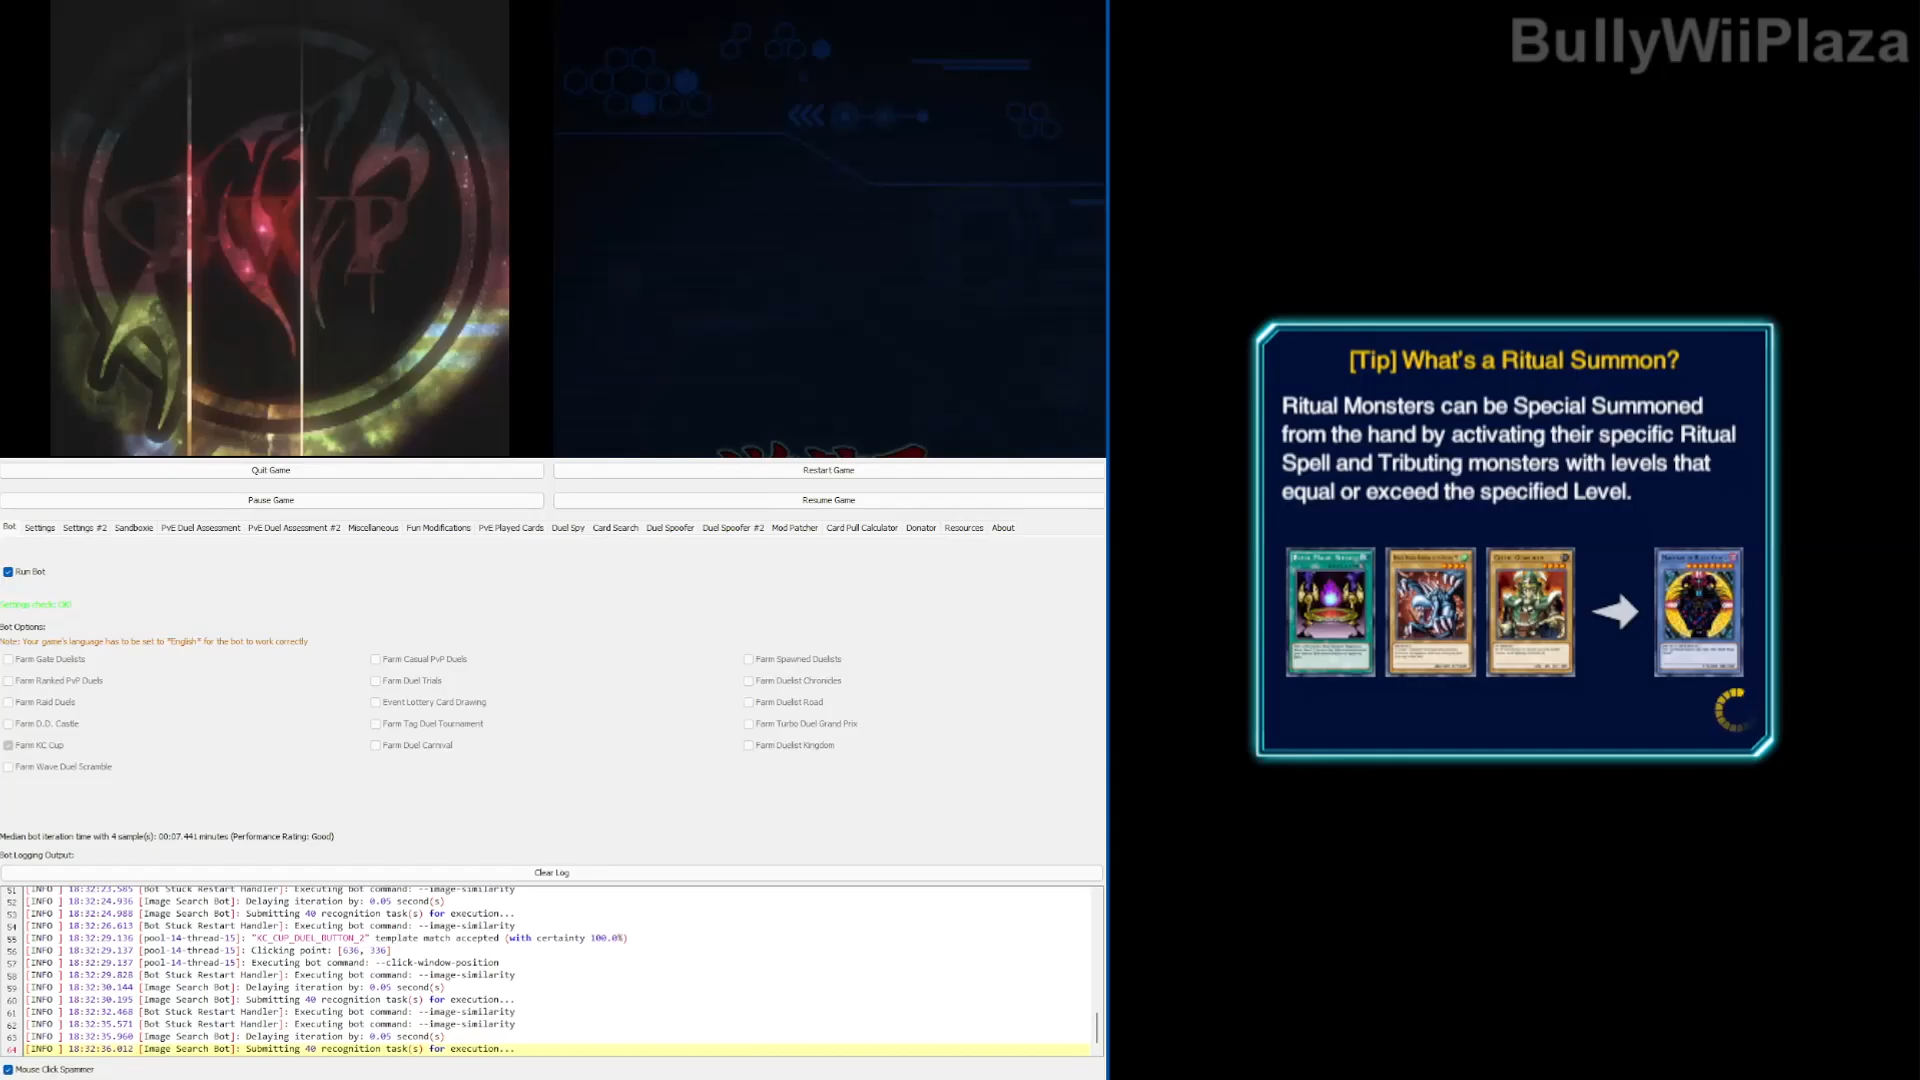 BullyWiiPlaza
Quit Game
Restart Game
Pause Game
Resume Game
Bot
Settings
Settings #2
Sandboxie
PvE Duel Assessment
PvE Duel Assessment #2
Miscellaneous
Fun Modifications
PvE Played Cards
Duel Spy
Card Search
Duel Spoofer
Duel Spoofer #2
Mod Patcher
Card Pull Calculator
Donator
Resources
About
Run Bot
Settings check: OK!
Bot Options:
Note: Your game's language has to be set to "English" for the bot to work correctly
Farm Gate Duelists
Farm Casual PvP Duels
Farm Spawned Duelists
Farm Ranked PvP Duels
Farm Duel Trials
Farm Duelist Chronicles
Farm Raid Duels
Event Lottery Card Drawing
Farm Duelist Road
Farm D.D. Castle
Farm Tag Duel Tournament
Farm Turbo Duel Grand Prix
Farm KC Cup
Farm Duel Carnival
Farm Duelist Kingdom
Farm Wave Duel Scramble
Median bot iteration time with 4 sample(s): 00:07.441 minutes (Performance Rating: Good)
Bot Logging Output:
Clear Log
51 [INFO ] 18:32:23.585 [Bot Stuck Restart Handler]: Executing bot command: --image-similarity
52 [INFO ] 18:32:24.936 [Image Search Bot]: Delaying iteration by: 0.05 second(s)
53 [INFO ] 18:32:24.988 [Image Search Bot]: Submitting 40 recognition task(s) for execution...
54 [INFO ] 18:32:26.613 [Bot Stuck Restart Handler]: Executing bot command: --image-similarity
55 [INFO ] 18:32:29.136 [pool-14-thread-15]: "KC_CUP_DUEL_BUTTON_2" template match accepted (with certainty 100.0%)
56 [INFO ] 18:32:29.137 [pool-14-thread-15]: Clicking point: [636, 336]
57 [INFO ] 18:32:29.137 [pool-14-thread-15]: Executing bot command: --click-window-position
58 [INFO ] 18:32:29.828 [Bot Stuck Restart Handler]: Executing bot command: --image-similarity
59 [INFO ] 18:32:30.144 [Image Search Bot]: Delaying iteration by: 0.05 second(s)
60 [INFO ] 18:32:30.195 [Image Search Bot]: Submitting 40 recognition task(s) for execution...
61 [INFO ] 18:32:32.468 [Bot Stuck Restart Handler]: Executing bot command: --image-similarity
62 [INFO ] 18:32:35.571 [Bot Stuck Restart Handler]: Executing bot command: --image-similarity
63 [INFO ] 18:32:35.960 [Image Search Bot]: Delaying iteration by: 0.05 second(s)
64 [INFO ] 18:32:36.012 [Image Search Bot]: Submitting 40 recognition task(s) for execution...
Mouse Click Spammer
[Tip] What's a Ritual Summon?
Ritual Monsters can be Special Summoned
from the hand by activating their specific Ritual
Spell and Tributing monsters with levels that
equal or exceed the specified Level.